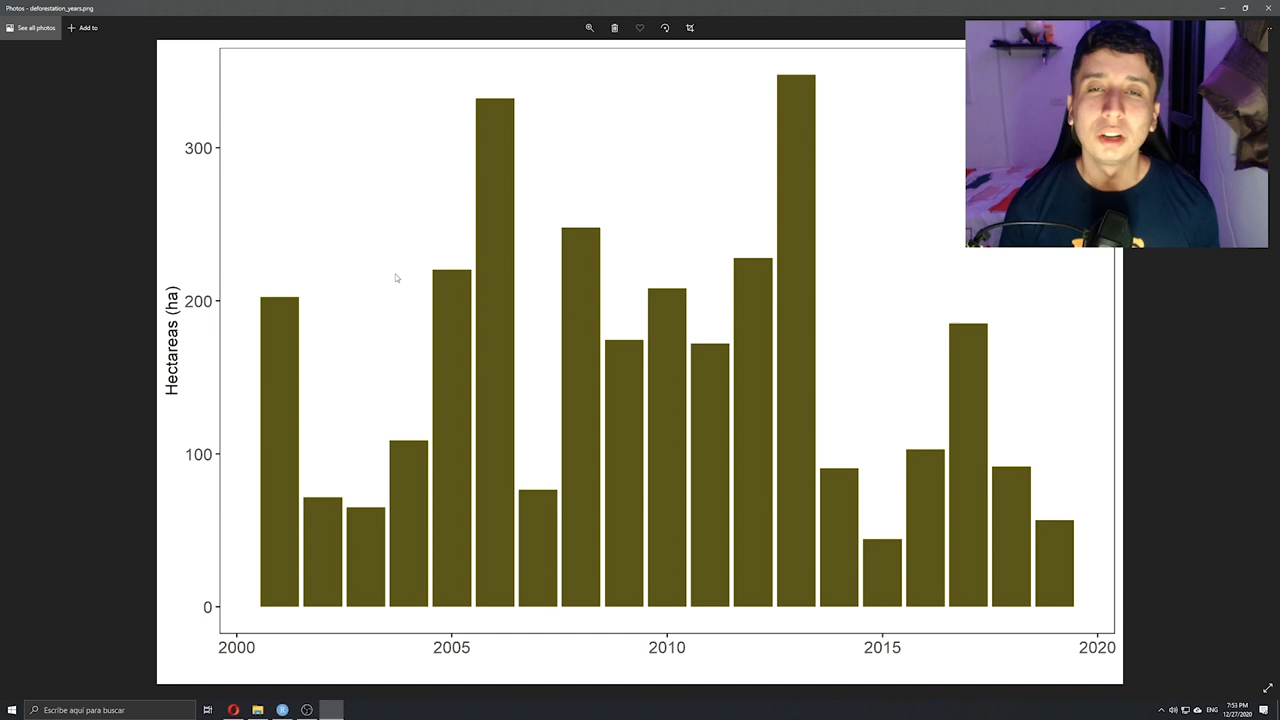 Photos - deforestation_years.png
See all photos
Add to
Hectareas (ha)
300
200
100
0
2000
2005
2010
2015
2020
Escribe aquí para buscar
ENG
7:53 PM
12/27/2020